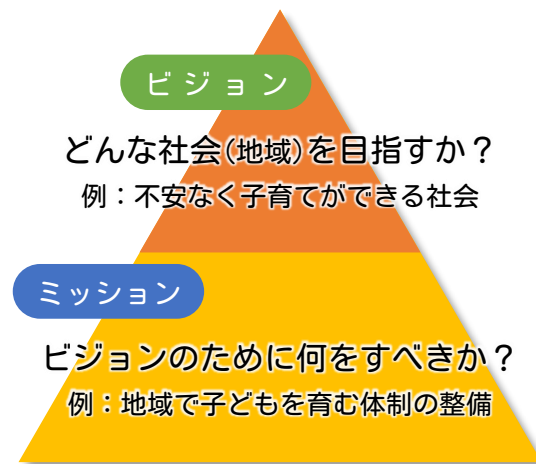 ビジョン
どんな社会(地域)を目指すか？
例：不安なく子育てができる社会
ミッション
ビジョンのために何をすべきか？
例：地域で子どもを育む体制の整備